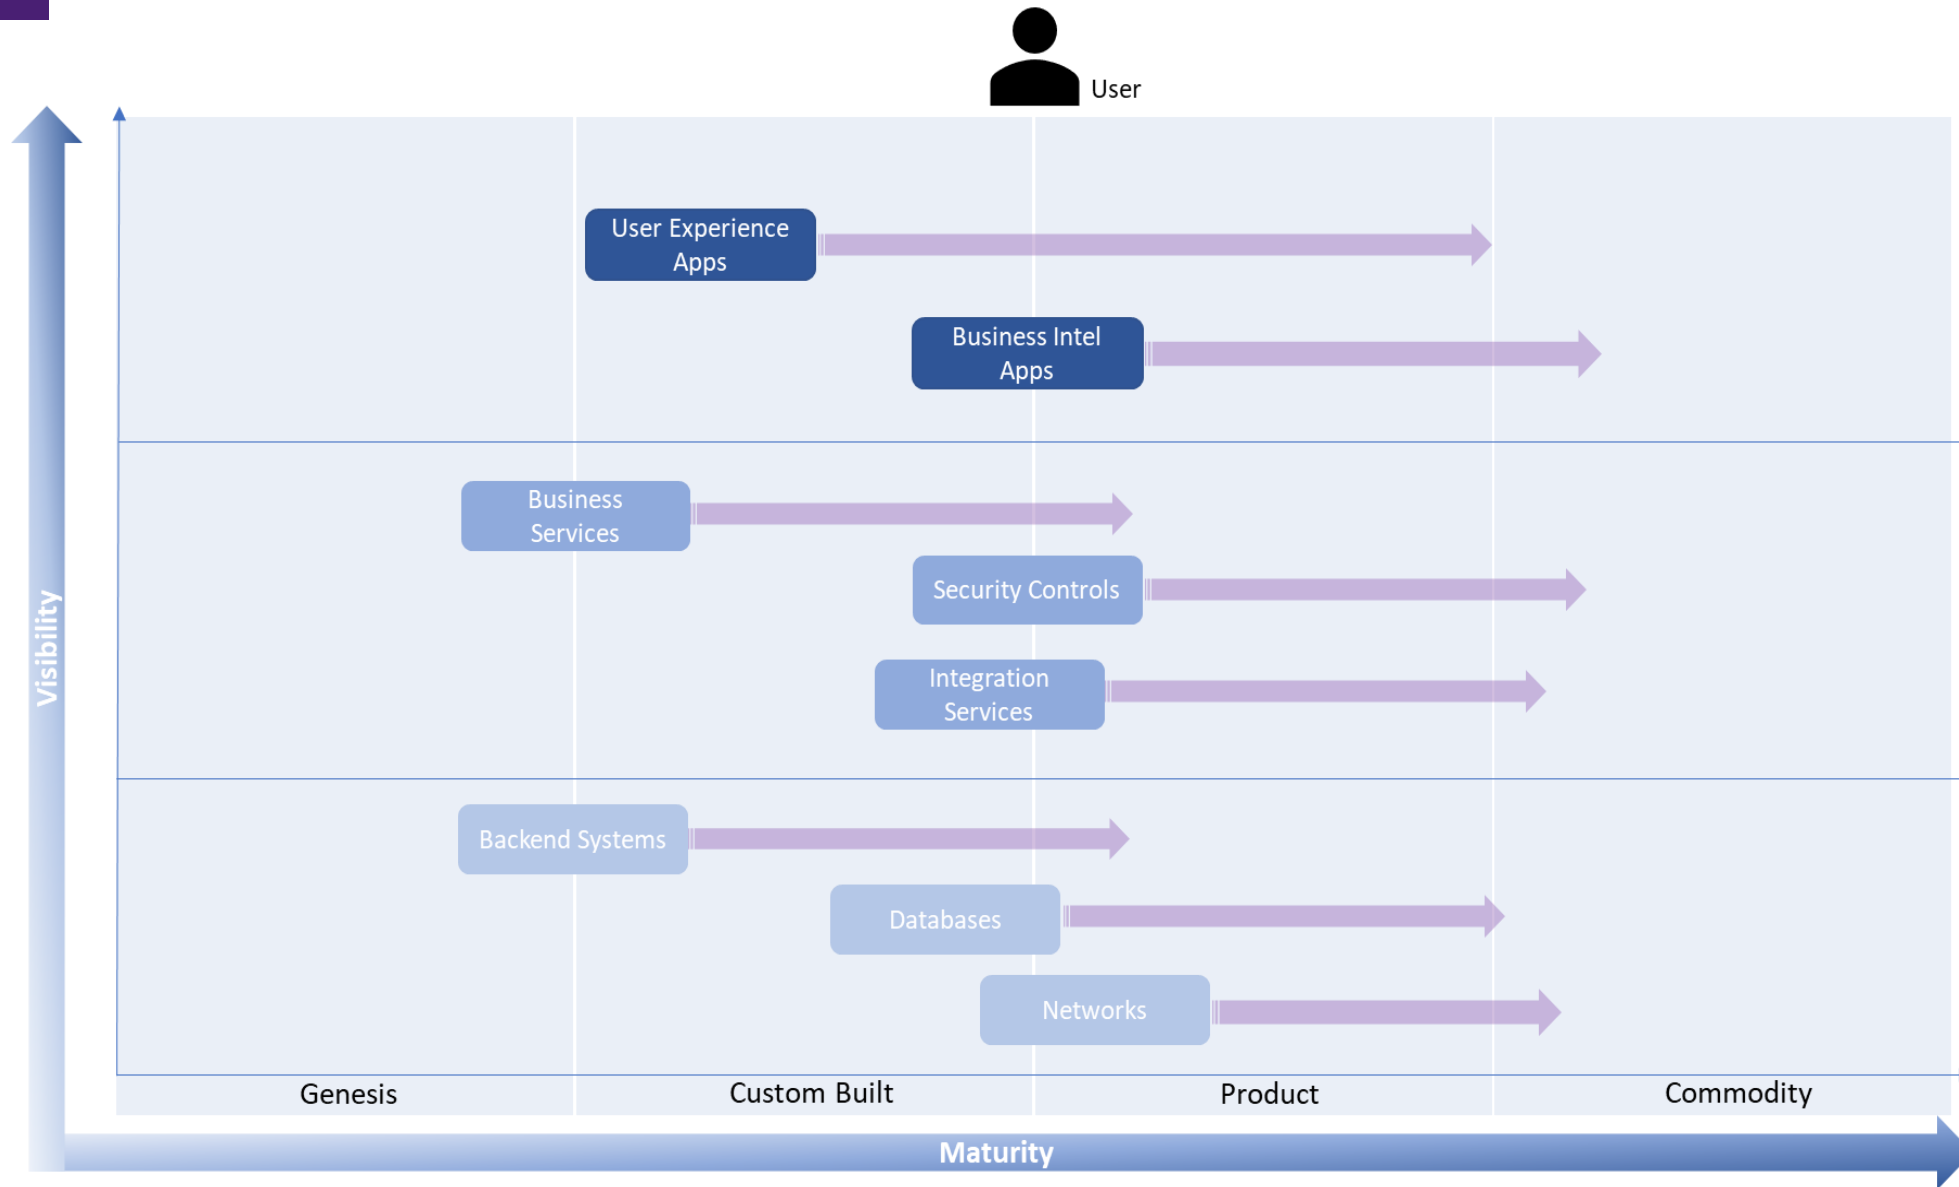 User
User Experience
Apps
Business Intel
Apps
Business
Services
Security Controls
Integration
Services
Visibility
Backend Systems
Databases
Networks
Genesis
Custom Built
Product
Commodity
Maturity